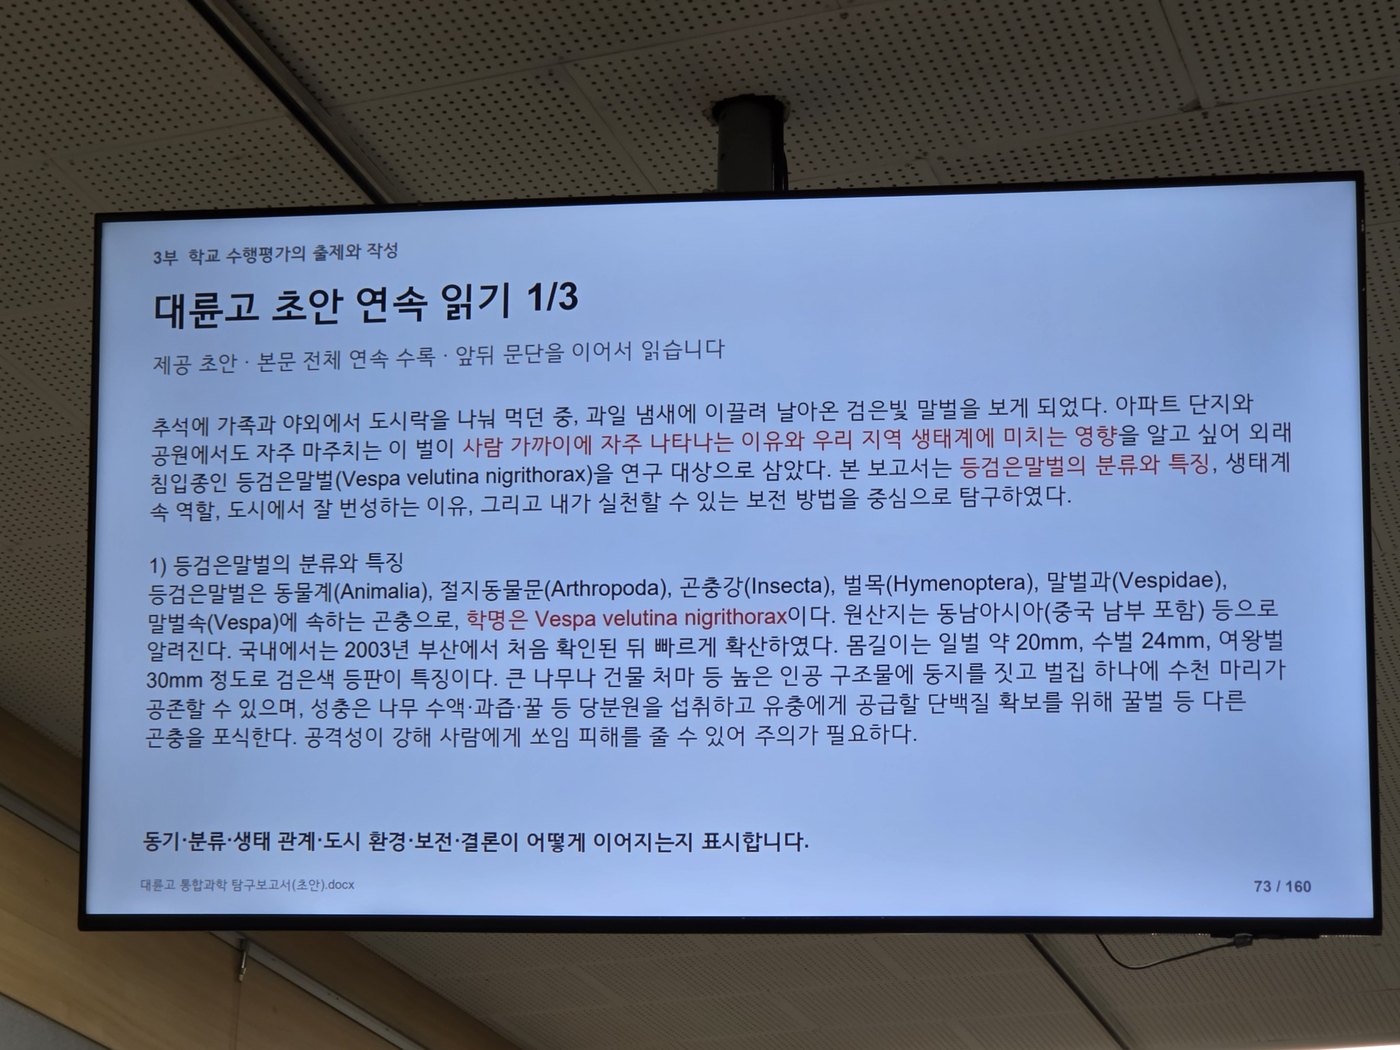 3부 학교 수행평가의 출제와 작성
대륜고 초안 연속 읽기 1/3
제공 초안 · 본문 전체 연속 수록 · 앞뒤 문단을 이어서 읽습니다
추석에 가족과 야외에서 도시락을 나눠 먹던 중, 과일 냄새에 이끌려 날아온 검은빛 말벌을 보게 되었다. 아파트 단지와
공원에서도 자주 마주치는 이 벌이 사람 가까이에 자주 나타나는 이유와 우리 지역 생태계에 미치는 영향을 알고 싶어 외래
침입종인 등검은말벌(Vespa velutina nigrithorax)을 연구 대상으로 삼았다. 본 보고서는 등검은말벌의 분류와 특징, 생태계
속 역할, 도시에서 잘 번성하는 이유, 그리고 내가 실천할 수 있는 보전 방법을 중심으로 탐구하였다.
1) 등검은말벌의 분류와 특징
등검은말벌은 동물계(Animalia), 절지동물문(Arthropoda), 곤충강(Insecta), 벌목(Hymenoptera), 말벌과(Vespidae),
말벌속(Vespa)에 속하는 곤충으로, 학명은 Vespa velutina nigrithorax이다. 원산지는 동남아시아(중국 남부 포함) 등으로
알려진다. 국내에서는 2003년 부산에서 처음 확인된 뒤 빠르게 확산하였다. 몸길이는 일벌 약 20mm, 수벌 24mm, 여왕벌
30mm 정도로 검은색 등판이 특징이다. 큰 나무나 건물 처마 등 높은 인공 구조물에 둥지를 짓고 벌집 하나에 수천 마리가
공존할 수 있으며, 성충은 나무 수액·과즙·꿀 등 당분원을 섭취하고 유충에게 공급할 단백질 확보를 위해 꿀벌 등 다른
곤충을 포식한다. 공격성이 강해 사람에게 쏘임 피해를 줄 수 있어 주의가 필요하다.
동기·분류·생태 관계·도시 환경·보전·결론이 어떻게 이어지는지 표시합니다.
대륜고 통합과학 탐구보고서(초안).docx
73 / 160